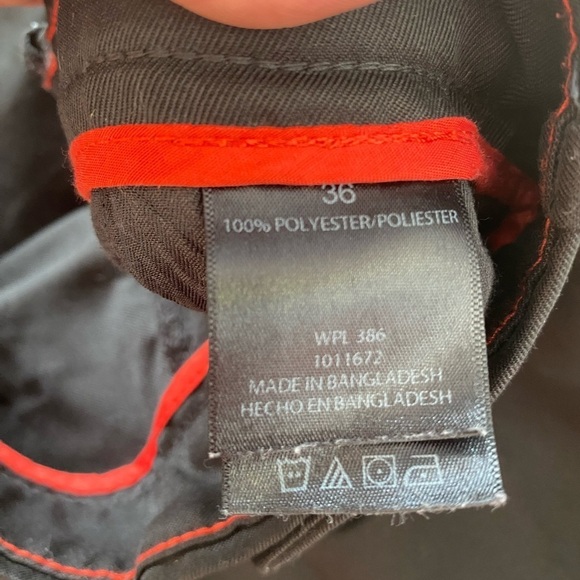 36
100% POLYESTER/POLIESTER
WPL 386
1011672
MADE IN BANGLADESH
HECHO EN BANGLADESH